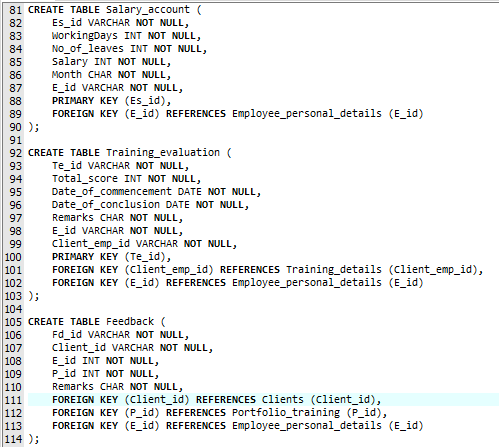 81 CREATE TABLE Salary_account (
82 Es_id VARCHAR NOT NULL,
83 WorkingDays INT NOT NULL,
84 No_of_leaves INT NOT NULL,
85 Salary INT NOT NULL,
86 Month CHAR NOT NULL,
87 E_id VARCHAR NOT NULL,
88 PRIMARY KEY (Es_id),
89 FOREIGN KEY (E_id) REFERENCES Employee_personal_details (E_id)
90 );
91
92 CREATE TABLE Training_evaluation (
93 Te_id VARCHAR NOT NULL,
94 Total_score INT NOT NULL,
95 Date_of_commencement DATE NOT NULL,
96 Date_of_conclusion DATE NOT NULL,
97 Remarks CHAR NOT NULL,
98 E_id VARCHAR NOT NULL,
99 Client_emp_id VARCHAR NOT NULL,
100 PRIMARY KEY (Te_id),
101 FOREIGN KEY (Client_emp_id) REFERENCES Training_details (Client_emp_id),
102 FOREIGN KEY (E_id) REFERENCES Employee_personal_details (E_id)
103 );
104
105 CREATE TABLE Feedback (
106 Fd_id VARCHAR NOT NULL,
107 Client_id VARCHAR NOT NULL,
108 E_id INT NOT NULL,
109 P_id INT NOT NULL,
110 Remarks CHAR NOT NULL,
111 FOREIGN KEY (Client_id) REFERENCES Clients (Client_id),
112 FOREIGN KEY (P_id) REFERENCES Portfolio_training (P_id),
113 FOREIGN KEY (E_id) REFERENCES Employee_personal_details (E_id)
114 );